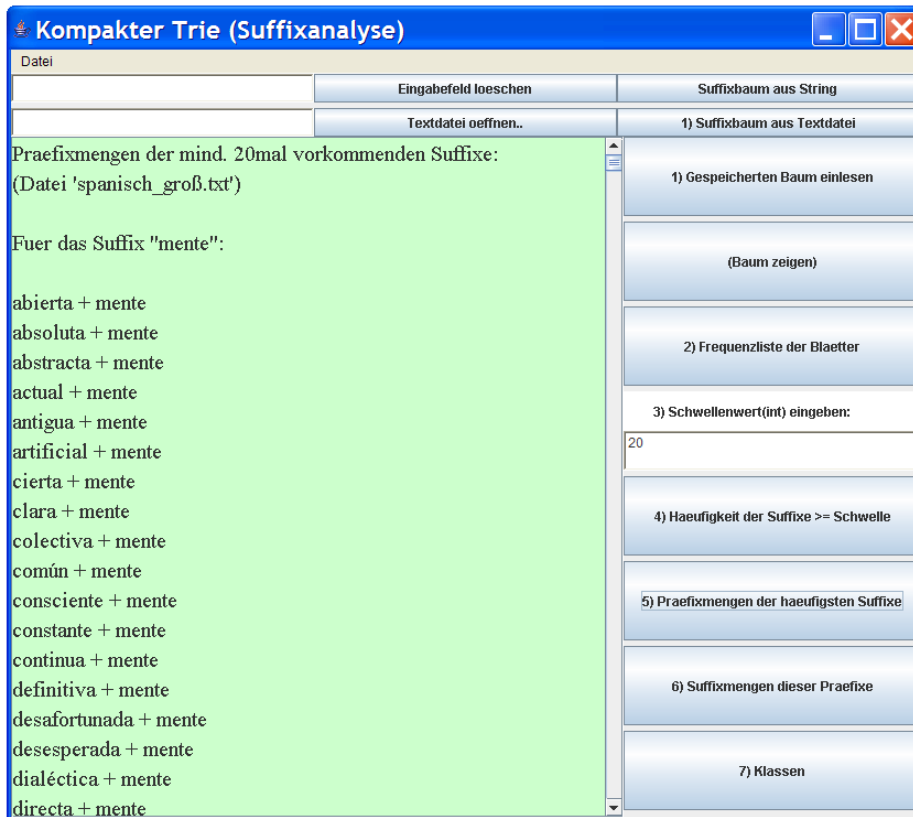 Kompakter Trie (Suffixanalyse)
Datei
Eingabefeld loeschen
Suffixbaum aus String
Textdatei oeffnen..
1) Suffixbaum aus Textdatei
Praefixmengen der mind. 20mal vorkommenden Suffixe:
(Datei 'spanisch_groß.txt')
Fuer das Suffix "mente":
abierta + mente
absoluta + mente
abstracta + mente
actual + mente
antigua + mente
artificial + mente
cierta + mente
clara + mente
colectiva + mente
común + mente
consciente + mente
constante + mente
continua + mente
definitiva + mente
desafortunada + mente
desesperada + mente
dialéctica + mente
directa + mente
1) Gespeicherten Baum einlesen
(Baum zeigen)
2) Frequenzliste der Blaetter
3) Schwellenwert(int) eingeben:
20
4) Haeufigkeit der Suffixe >= Schwelle
5) Praefixmengen der haeufigsten Suffixe
6) Suffixmengen dieser Praefixe
7) Klassen